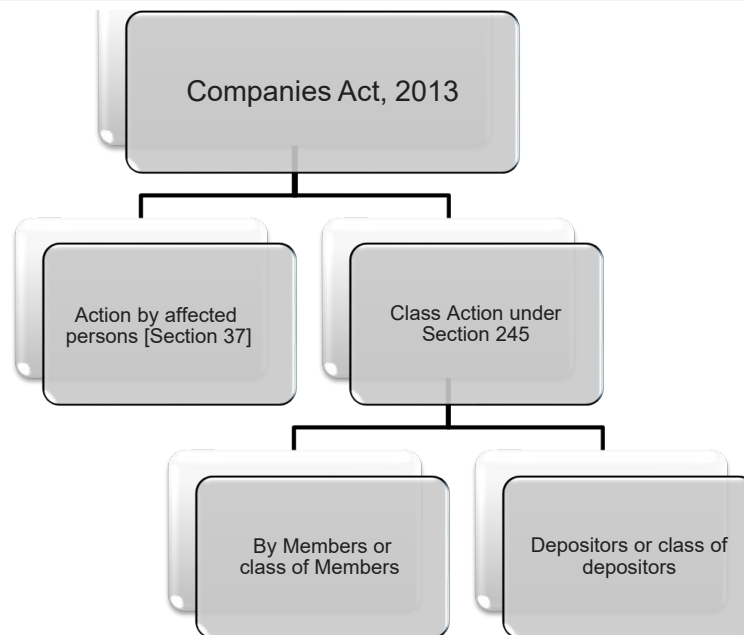 Companies Act, 2013
Action by affected
persons [Section 37]
Class Action under
Section 245
By Members or
class of Members
Depositors or class of
depositors